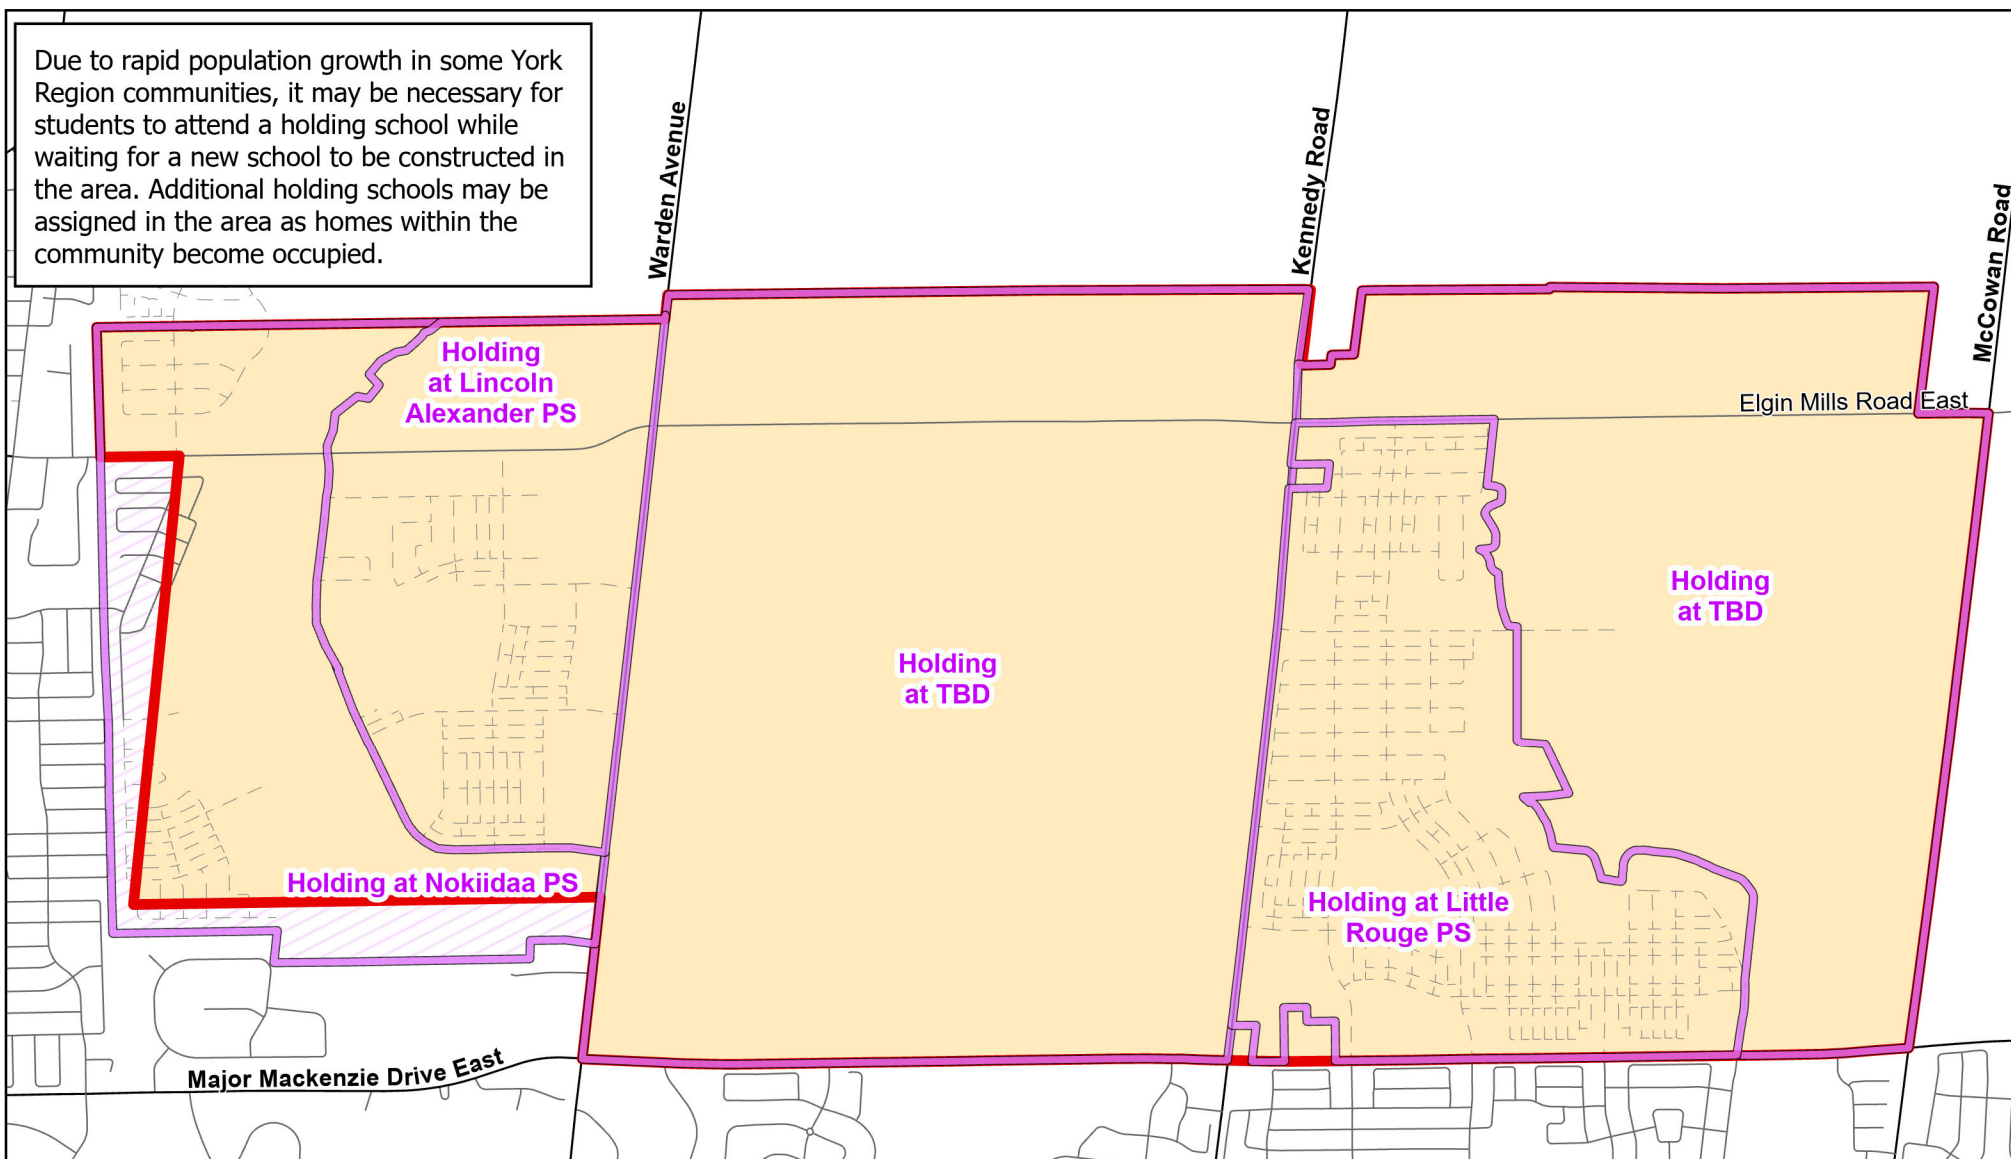 Due to rapid population growth in some York
Region communities, it may be necessary for
students to attend a holding school while
waiting for a new school to be constructed in
the area. Additional holding schools may be
assigned in the area as homes within the
community become occupied.
Warden Avenue
Kennedy Road
McCowan Road
Holding
at Lincoln
Alexander PS
Elgin Mills Road East
Holding
at TBD
Holding
at TBD
Holding at Nokiidaa PS
Holding at Little
Rouge PS
Major Mackenzie Drive East